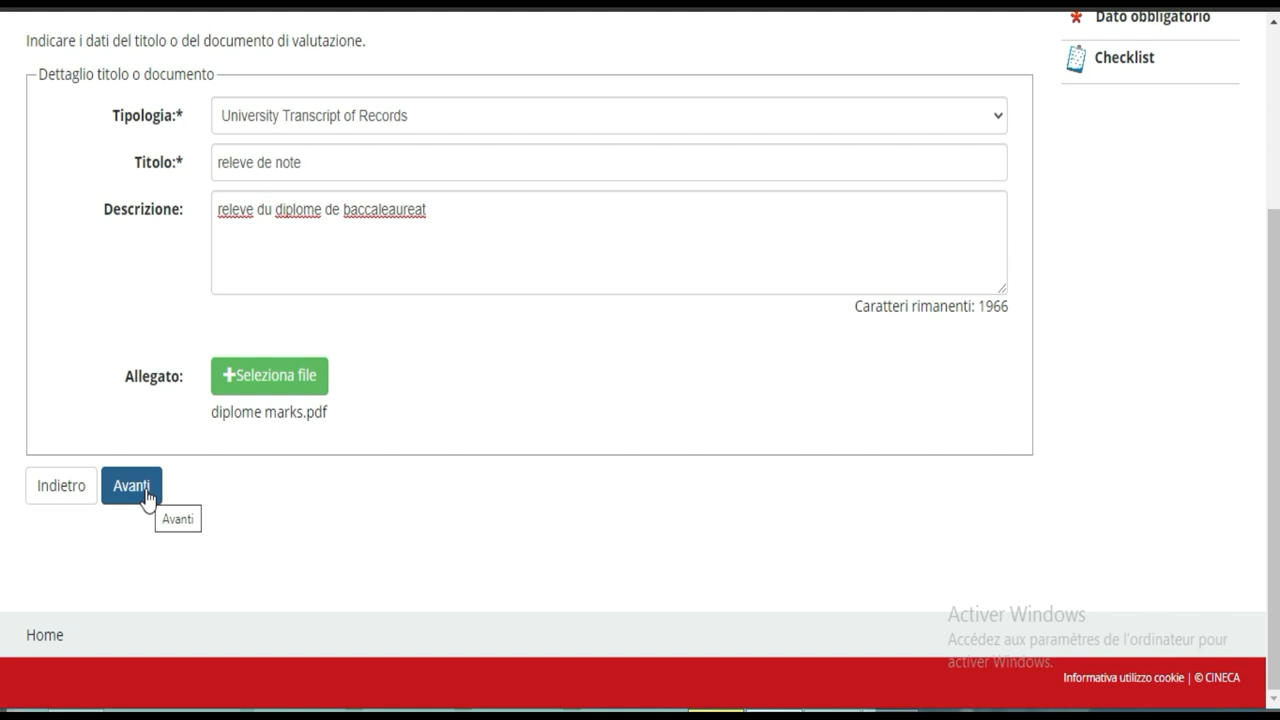 Dato obbligatorio
Indicare i dati del titolo o del documento di valutazione.
Checklist
Dettaglio titolo o documento
Tipologia:*
University Transcript of Records
Titolo:*
releve de note
Descrizione:
releve du diplome de baccaleaureat
Caratteri rimanenti: 1966
Allegato:
+Seleziona file
diplome marks.pdf
Indietro
Avanti
Avanti
Activer Windows
Accédez aux paramètres de l'ordinateur pour
activer Windows.
Home
Informativa utilizzo cookie | © CINECA